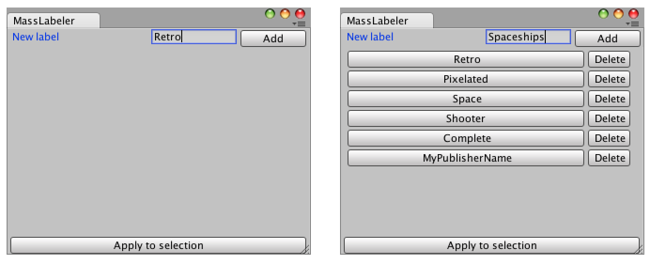 MassLabeler
New label Retro Add
Apply to selection
MassLabeler
New label Spaceships Add
Retro Delete
Pixelated Delete
Space Delete
Shooter Delete
Complete Delete
MyPublisherName Delete
Apply to selection